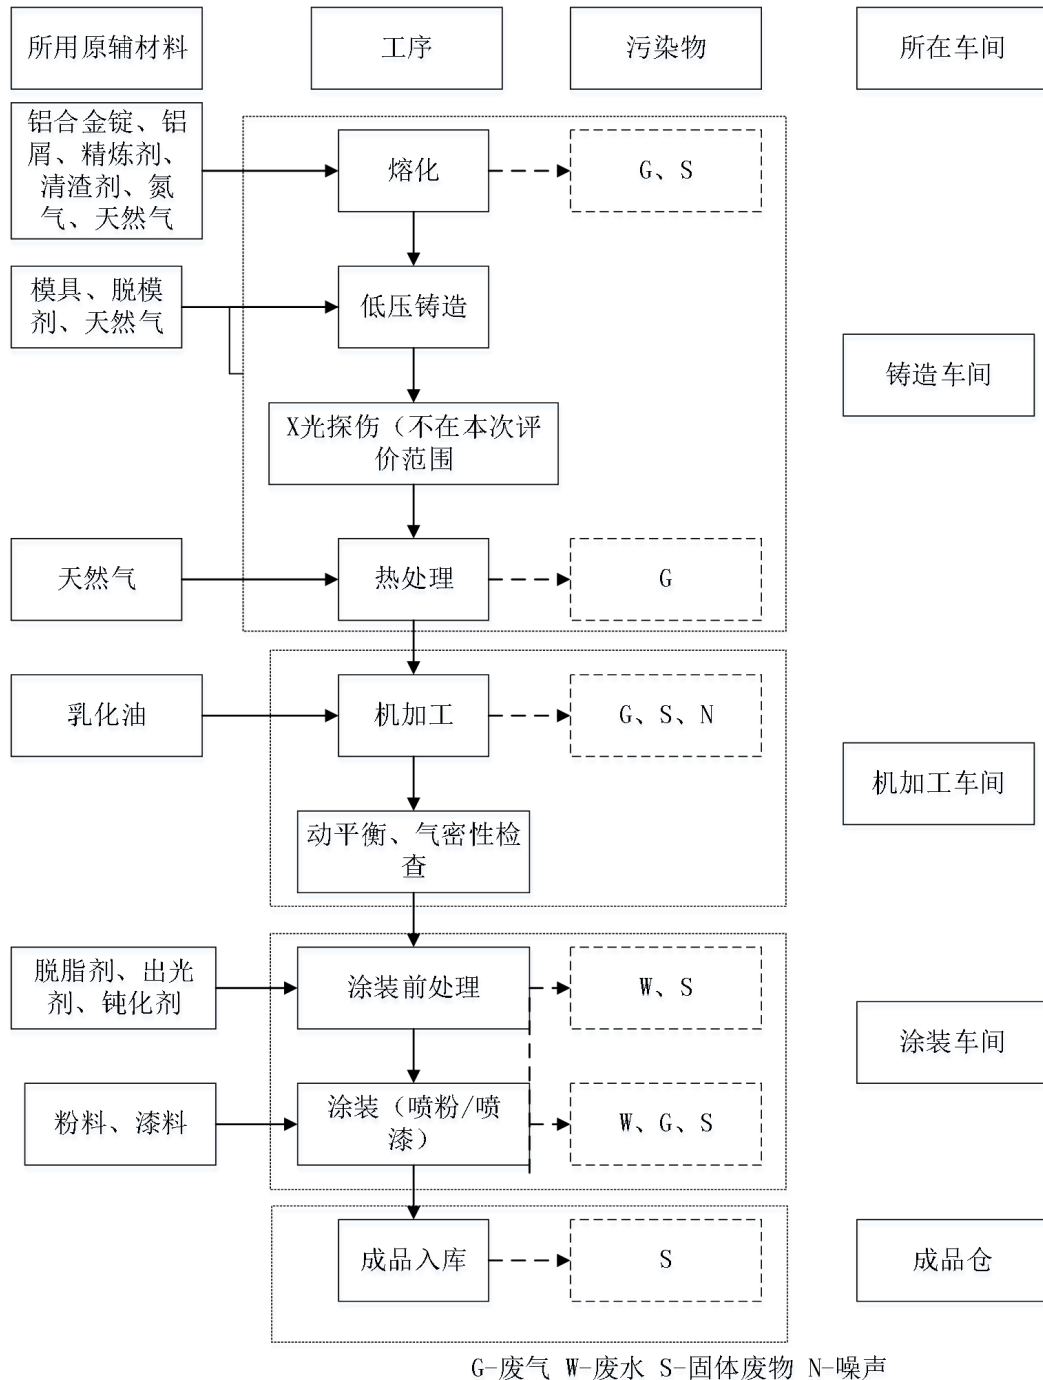 所用原辅材料
工序
污染物
所在车间
铝合金锭、铝
屑、精炼剂、
清渣剂、氮
气、天然气
熔化
G、S
模具、脱模
剂、天然气
低压铸造
铸造车间
X光探伤（不在本次评
价范围
天然气
热处理
G
乳化油
机加工
G、S、N
机加工车间
动平衡、气密性检
查
脱脂剂、出光
剂、钝化剂
涂装前处理
W、S
涂装车间
粉料、漆料
涂装（喷粉/喷
漆）
W、G、S
成品入库
S
成品仓
G-废气 W-废水 S-固体废物 N-噪声